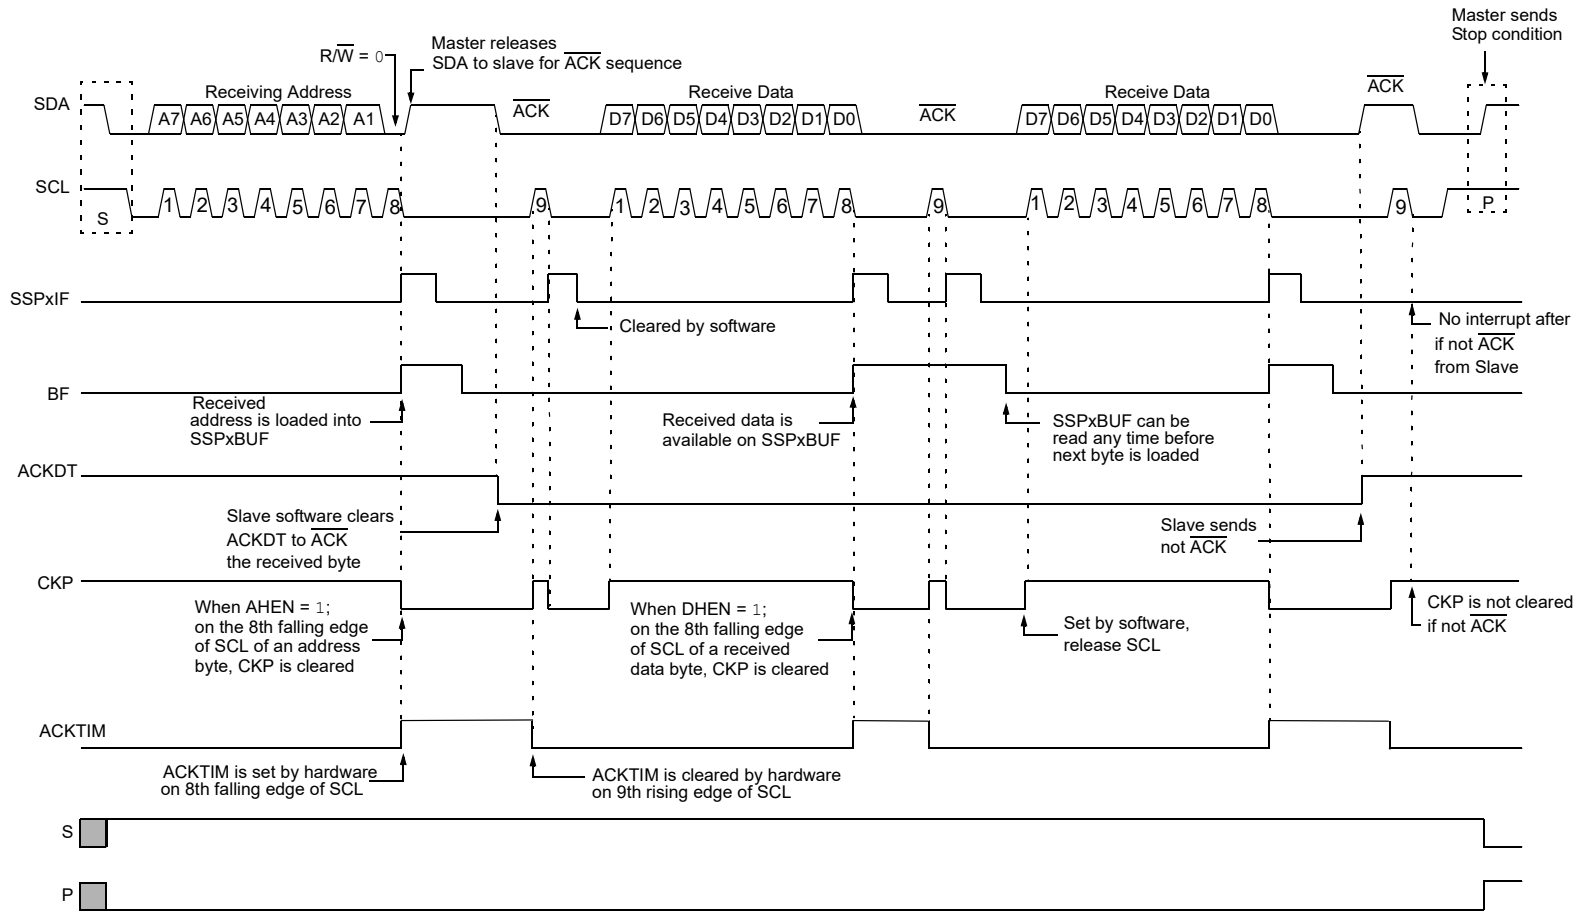 Master sends
Stop condition
R/W = 0
Master releases
SDA to slave for ACK sequence
SDA
Receiving Address
A7 A6 A5 A4 A3 A2 A1
ACK
Receive Data
D7 D6 D5 D4 D3 D2 D1 D0
ACK
Receive Data
D7 D6 D5 D4 D3 D2 D1 D0
ACK
SCL
S
1 2 3 4 5 6 7 8 9 1 2 3 4 5 6 7 8 9 1 2 3 4 5 6 7 8 9
P
SSPxIF
Cleared by software
No interrupt after
if not ACK
from Slave
BF
Received
address is loaded into
SSPxBUF
Received data is
available on SSPxBUF
SSPxBUF can be
read any time before
next byte is loaded
ACKDT
Slave software clears
ACKDT to ACK
the received byte
Slave sends
not ACK
CKP
When AHEN = 1;
on the 8th falling edge
of SCL of an address
byte, CKP is cleared
When DHEN = 1;
on the 8th falling edge
of SCL of a received
data byte, CKP is cleared
Set by software,
release SCL
CKP is not cleared
if not ACK
ACKTIM
ACKTIM is set by hardware
on 8th falling edge of SCL
ACKTIM is cleared by hardware
on 9th rising edge of SCL
S
P